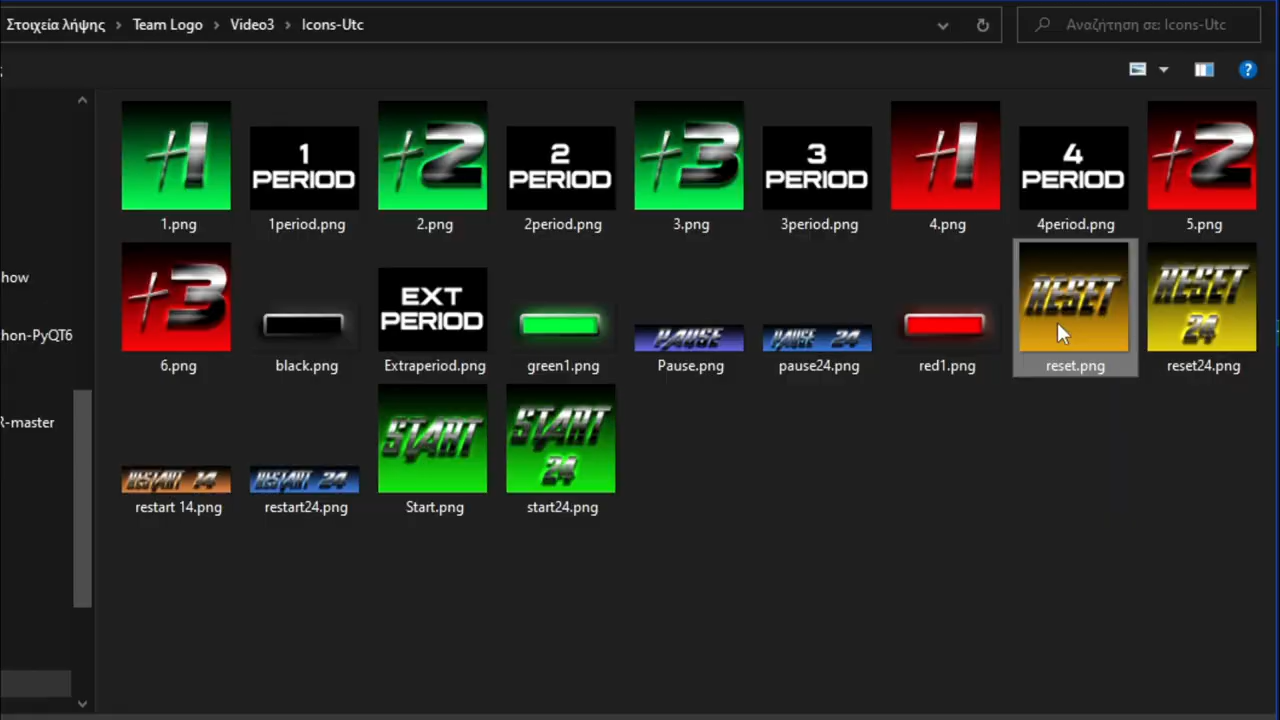 Στοιχεία λήψης > Team Logo > Video3 > Icons-Utc
Αναζήτηση σε: Icons-Utc
?
how
hon-PyQT6
R-master
+1
1.png
1 PERIOD
1period.png
+2
2.png
2 PERIOD
2period.png
+3
3.png
3 PERIOD
3period.png
+1
4.png
4 PERIOD
4period.png
+2
5.png
+3
6.png
black.png
EXT PERIOD
Extraperiod.png
green1.png
PAUSE
Pause.png
PAUSE 24
pause24.png
red1.png
RESET
reset.png
RESET 24
reset24.png
RESTART 14
restart 14.png
RESTART 24
restart24.png
START
Start.png
START 24
start24.png